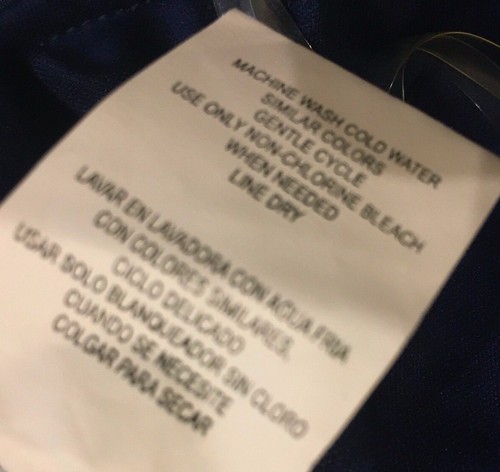 MACHINE WASH COLD WATER
SIMILAR COLORS
GENTLE CYCLE
USE ONLY NON-CHLORINE BLEACH
WHEN NEEDED
LINE DRY
LAVAR EN LAVADORA CON AGUA FRIA
CON COLORES SIMILARES,
CICLO DELICADO
USAR SOLO BLANQUEADOR SIN CLORO
CUANDO SE NECESITE
COLGAR PARA SECAR